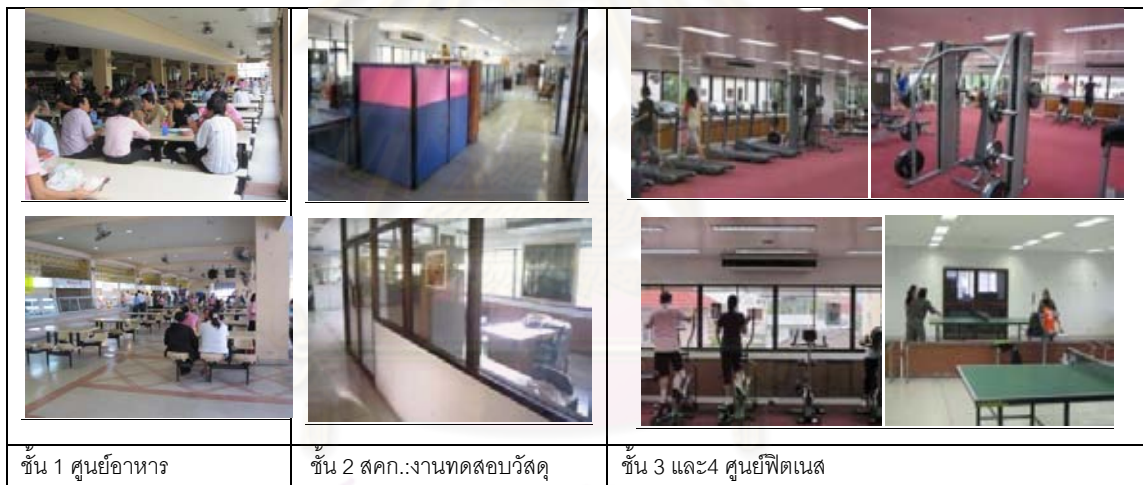 ชั้น 1 ศูนย์อาหาร
ชั้น 2 สคก.:งานทดสอบวัสดุ
ชั้น 3 และ4 ศูนย์ฟิตเนส